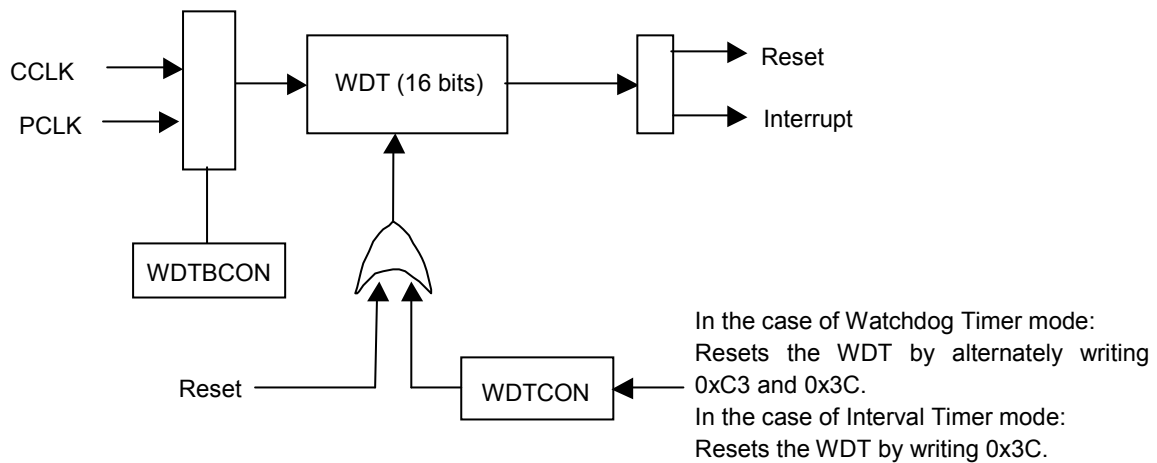 CCLK
PCLK
WDT (16 bits)
Reset
Interrupt
WDTBCON
Reset
WDTCON
In the case of Watchdog Timer mode:
Resets the WDT by alternately writing
0xC3 and 0x3C.
In the case of Interval Timer mode:
Resets the WDT by writing 0x3C.